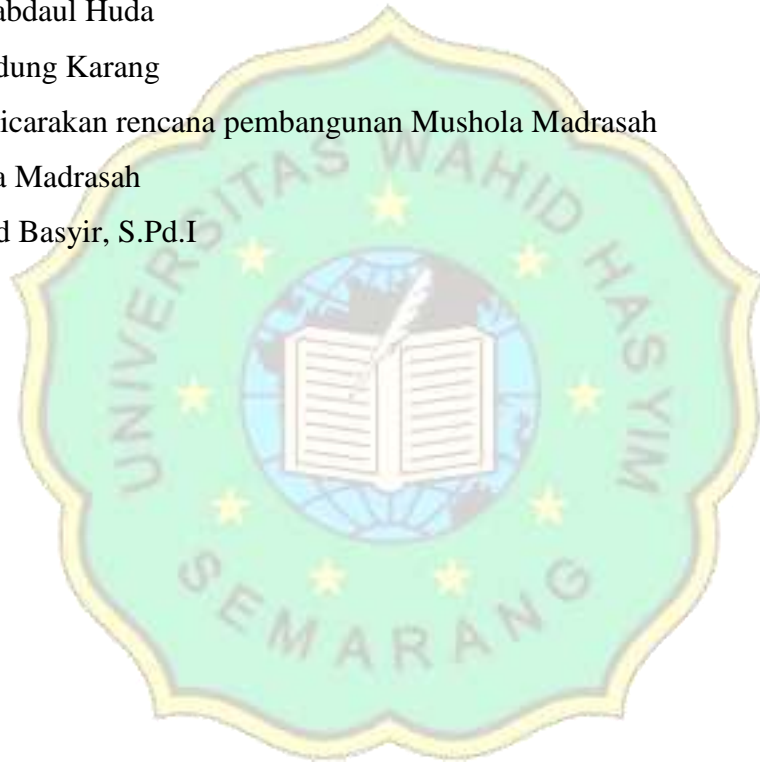 abdaul Huda
dung Karang
icarakan rencana pembangunan Mushola Madrasah
a Madrasah
d Basyir, S.Pd.I
UNIVERSITAS WAHID HASYIM
SEMARANG